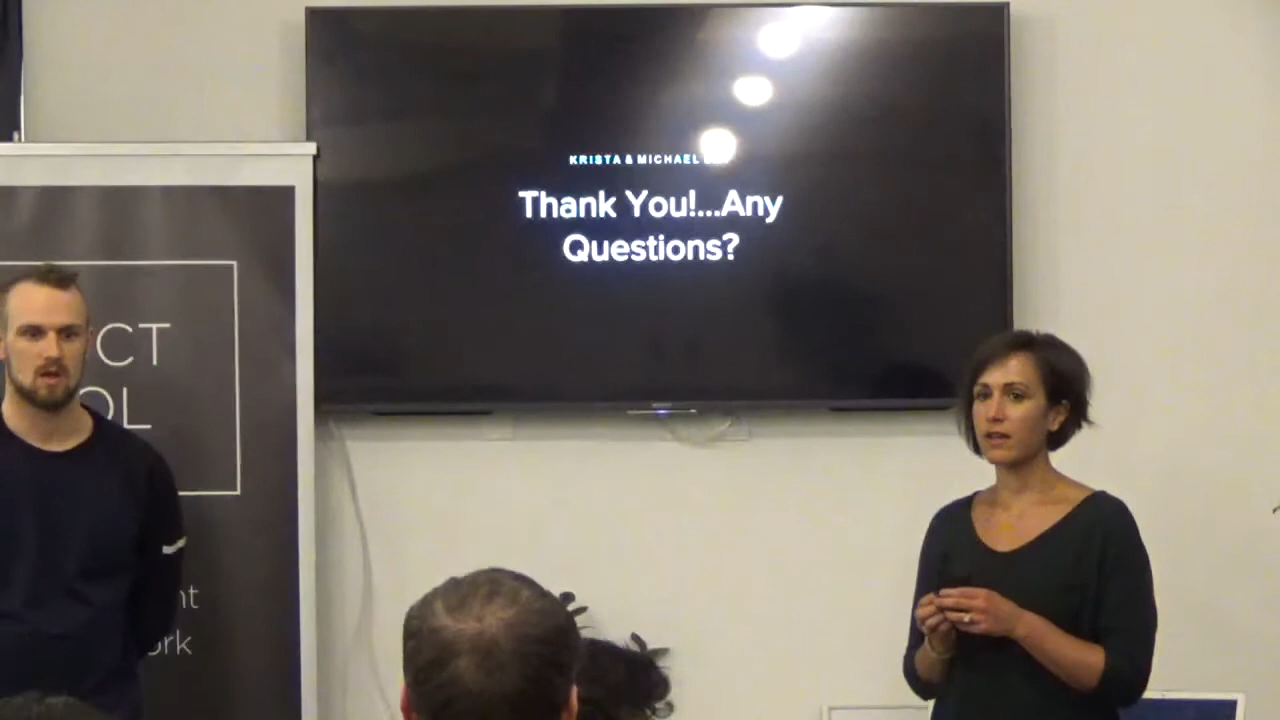 KRISTA & MICHAEL
Thank You!...Any
Questions?
CT
OL
nt
ork